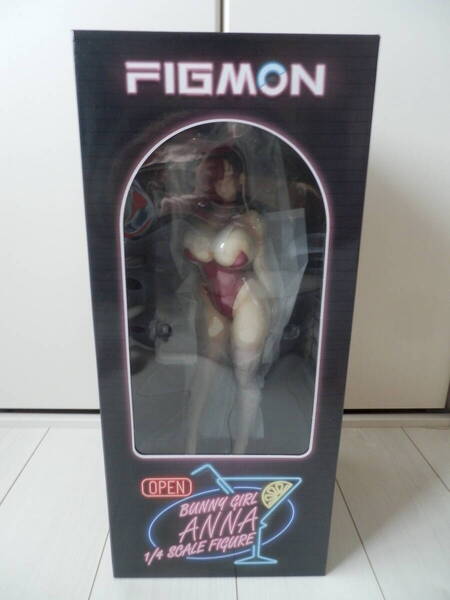 FIGMON
OPEN
BUNNY GIRL
ANNA
1/4 SCALE FIGURE